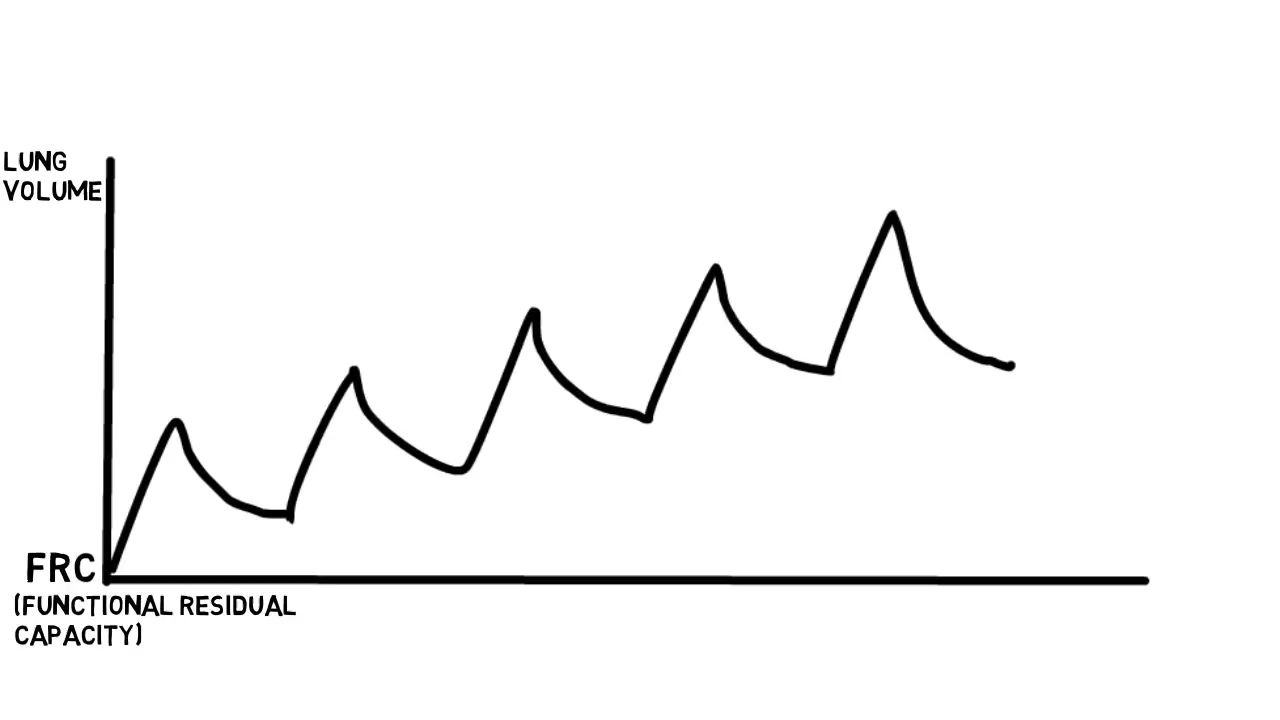 LUNG
VOLUME
FRC
(FUNCTIONAL RESIDUAL
CAPACITY)